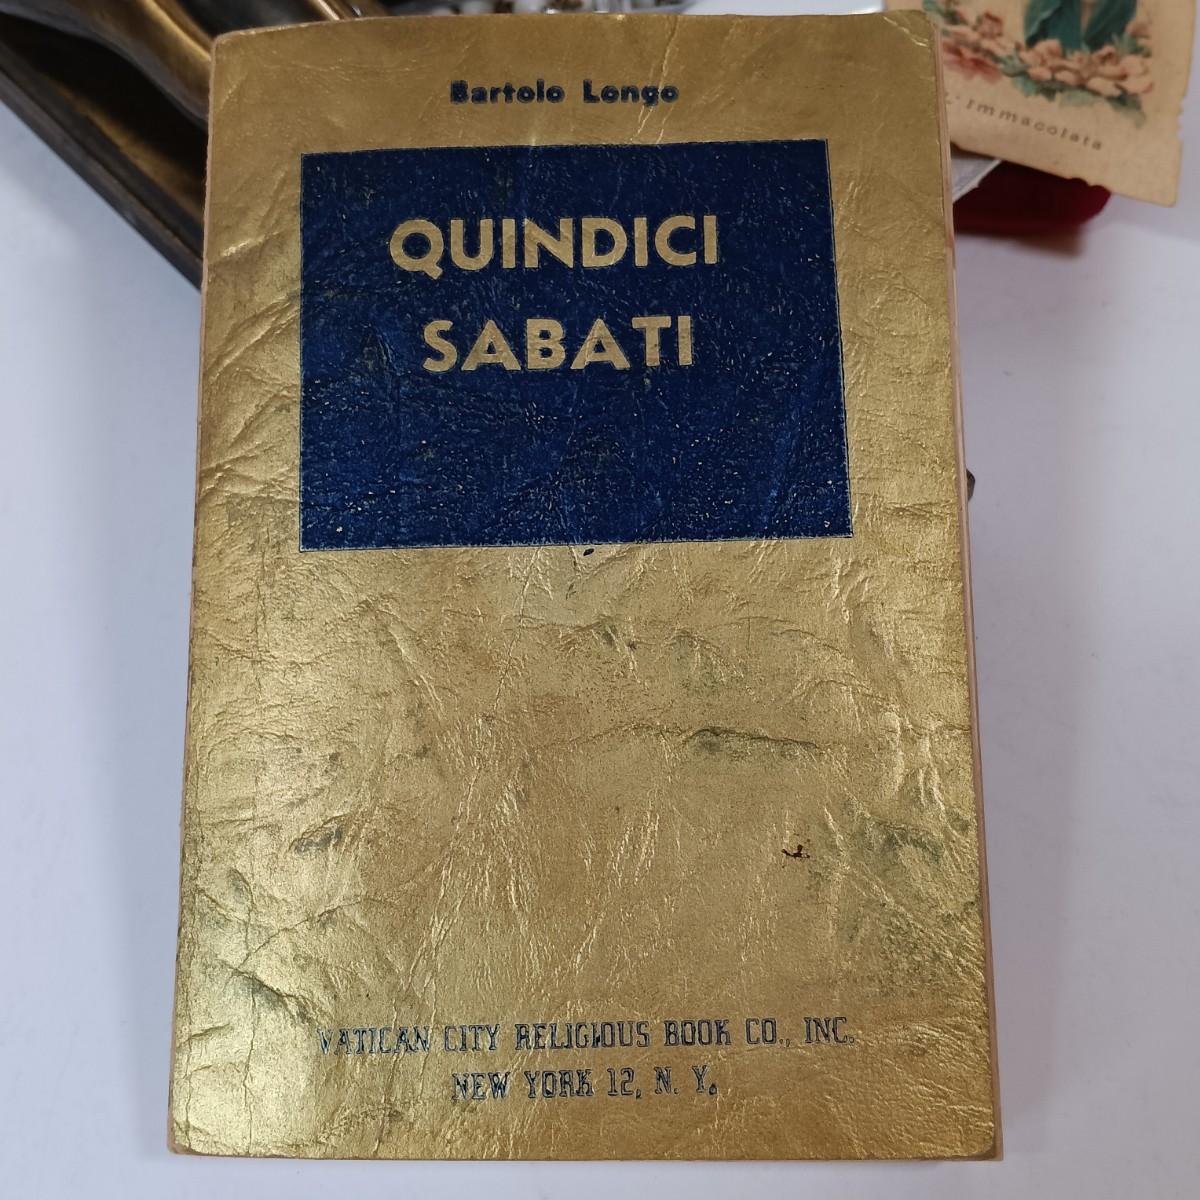 Bartolo Longo
QUINDICI
SABATI
VATICAN CITY RELIGIOUS BOOK CO., INC.
NEW YORK 12, N. Y.
L'Immacolata